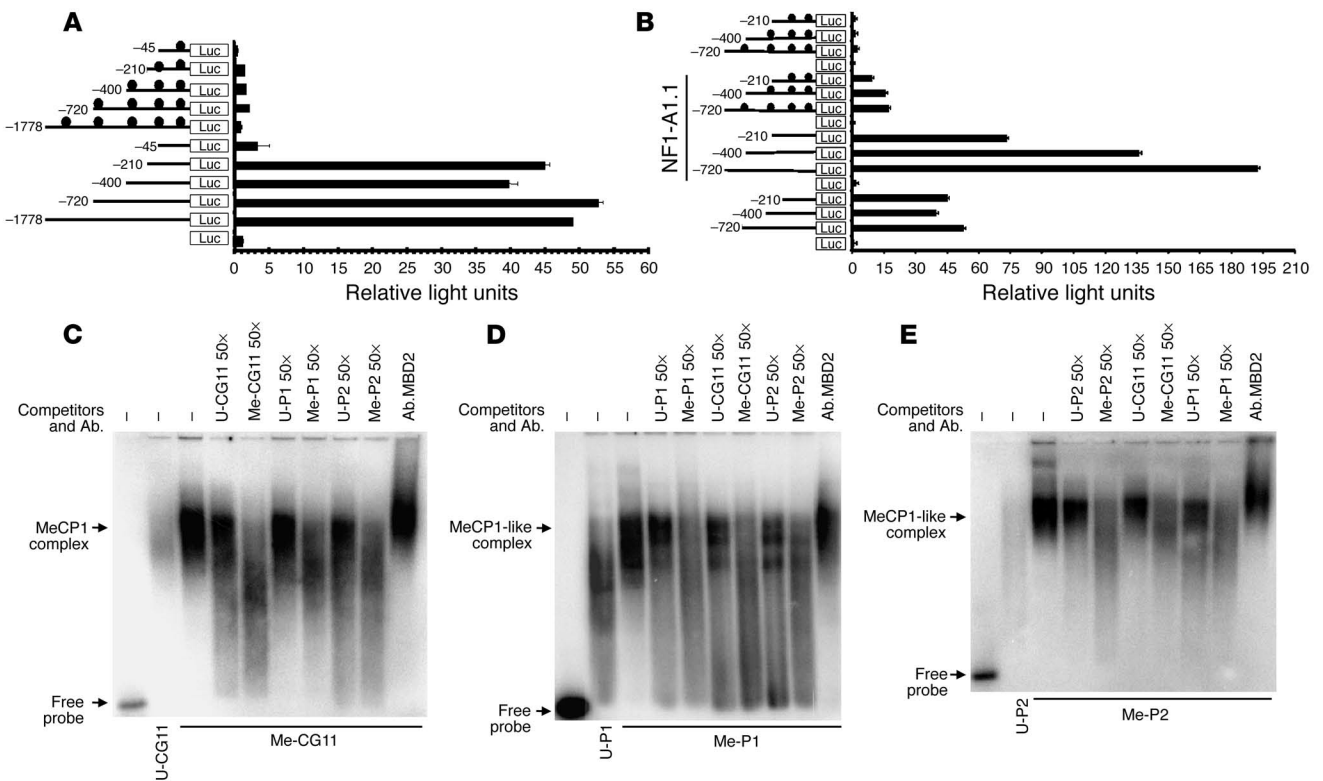 A
−45 Luc
−210 Luc
−400 Luc
−720 Luc
−1778 Luc
−45 Luc
−210 Luc
−400 Luc
−720 Luc
−1778 Luc
Luc
0 5 10 15 20 25 30 35 40 45 50 55 60
Relative light units
B
−210 Luc
−400 Luc
−720 Luc
Luc
NF1-A1.1
−210 Luc
−400 Luc
−720 Luc
Luc
−210 Luc
−400 Luc
−720 Luc
Luc
−210 Luc
−400 Luc
−720 Luc
Luc
0 15 30 45 60 75 90 105 120 135 150 165 180 195 210
Relative light units
C
Competitors
and Ab.
– – – U-CG11 50× Me-CG11 50× U-P1 50× Me-P1 50× U-P2 50× Me-P2 50× Ab.MBD2
MeCP1
complex
Free
probe
U-CG11
Me-CG11
D
Competitors
and Ab.
– – – U-P1 50× Me-P1 50× U-CG11 50× Me-CG11 50× U-P2 50× Me-P2 50× Ab.MBD2
MeCP1-like
complex
Free
probe
U-P1
Me-P1
E
Competitors
and Ab.
– – – U-P2 50× Me-P2 50× U-CG11 50× Me-CG11 50× U-P1 50× Me-P1 50× Ab.MBD2
MeCP1-like
complex
Free
probe
U-P2
Me-P2